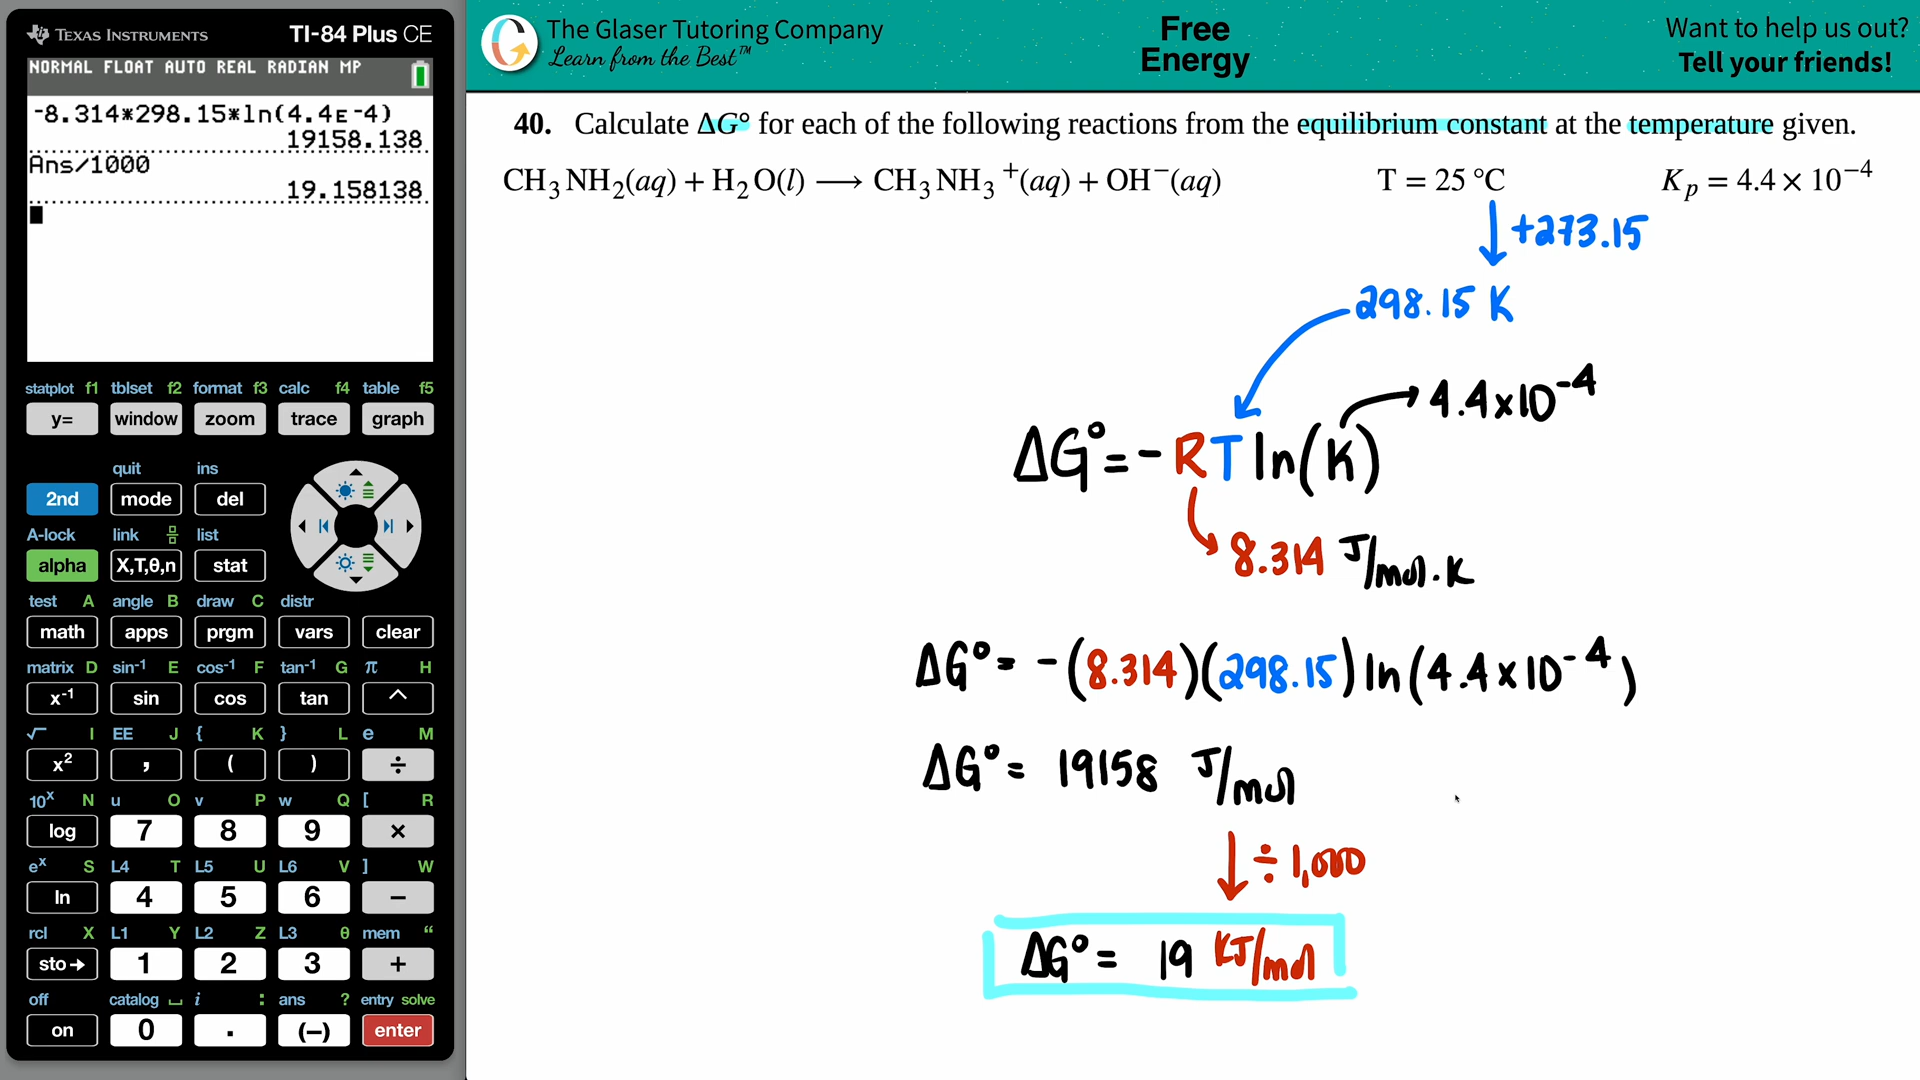 TEXAS INSTRUMENTS TI-84 Plus CE
NORMAL FLOAT AUTO REAL RADIAN MP
-8.314*298.15*ln(4.4ᴇ-4)
19158.138
Ans/1000
19.158138
statplot f1 tblset f2 format f3 calc f4 table f5
y= window zoom trace graph
quit ins
2nd mode del
A-lock link list
alpha X,T,θ,n stat
test A angle B draw C distr
math apps prgm vars clear
matrix D sin⁻¹ E cos⁻¹ F tan⁻¹ G π H
x⁻¹ sin cos tan ^
√ I EE J { K } L e M
x² , ( ) ÷
10ˣ N u O v P w Q [ R
log 7 8 9 ×
eˣ S L4 T L5 U L6 V ] W
ln 4 5 6 −
rcl X L1 Y L2 Z L3 θ mem “
sto→ 1 2 3 +
off catalog ⎵ i : ans ? entry solve
on 0 . (−) enter
The Glaser Tutoring Company
Learn from the Best™
Free
Energy
Want to help us out?
Tell your friends!
40. Calculate ΔG° for each of the following reactions from the equilibrium constant at the temperature given.
CH₃NH₂(aq) + H₂O(l) ⟶ CH₃NH₃⁺(aq) + OH⁻(aq) T = 25 °C Kₚ = 4.4 × 10⁻⁴
↓ +273.15
298.15 K
4.4×10⁻⁴
ΔG° = -RT ln(K)
8.314 J/mol·K
ΔG° = -(8.314)(298.15) ln(4.4×10⁻⁴)
ΔG° = 19158 J/mol
↓ ÷ 1,000
ΔG° = 19 KJ/mol